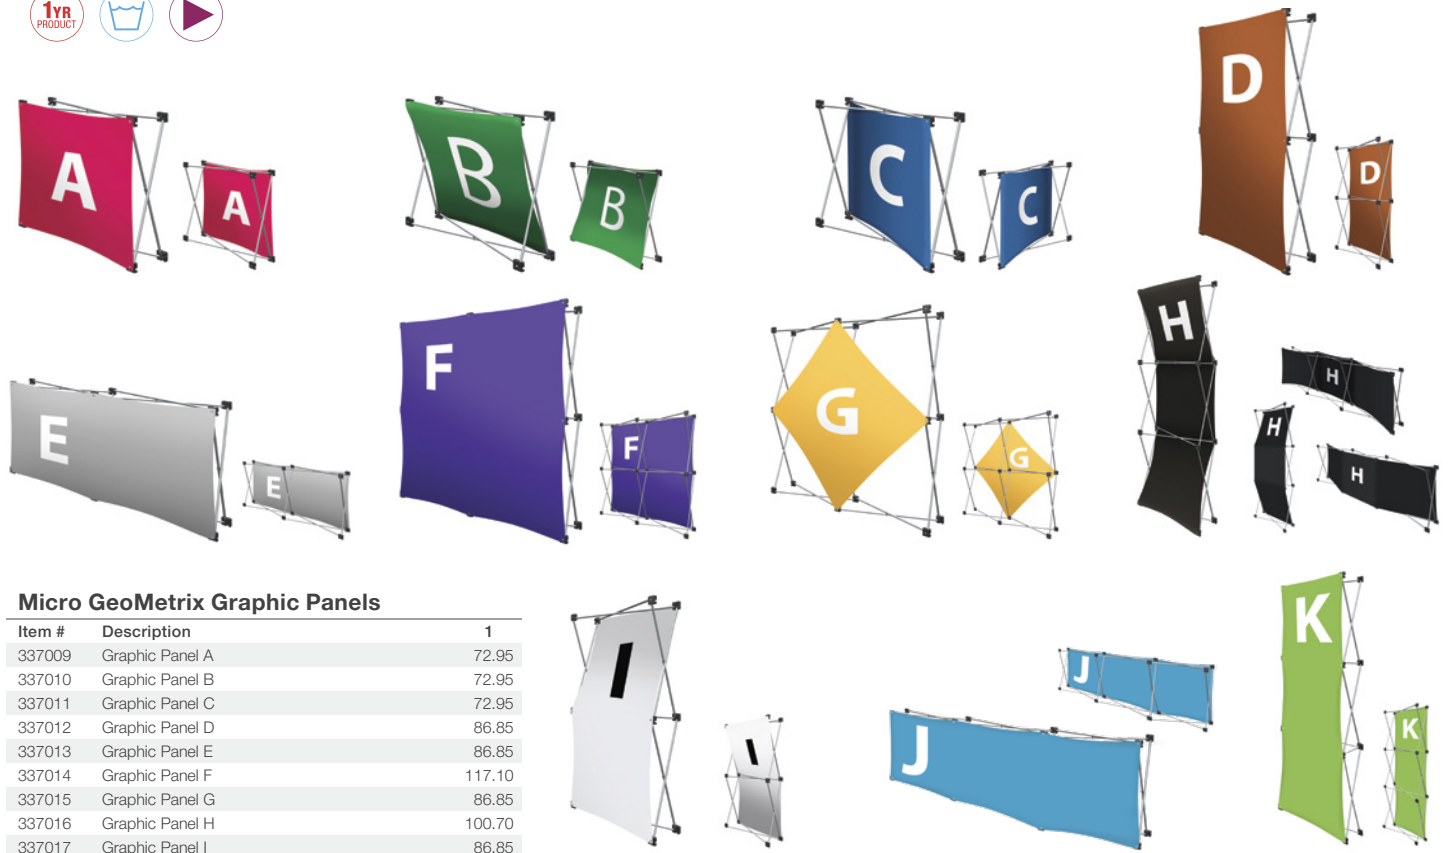 1YR
PRODUCT
A
A
B
B
C
C
D
D
E
E
F
F
G
G
H
H
H
H
Micro GeoMetrix Graphic Panels
Item # Description 1
337009 Graphic Panel A 72.95
337010 Graphic Panel B 72.95
337011 Graphic Panel C 72.95
337012 Graphic Panel D 86.85
337013 Graphic Panel E 86.85
337014 Graphic Panel F 117.10
337015 Graphic Panel G 86.85
337016 Graphic Panel H 100.70
337017 Graphic Panel I 86.85
I
I
J
J
K
K